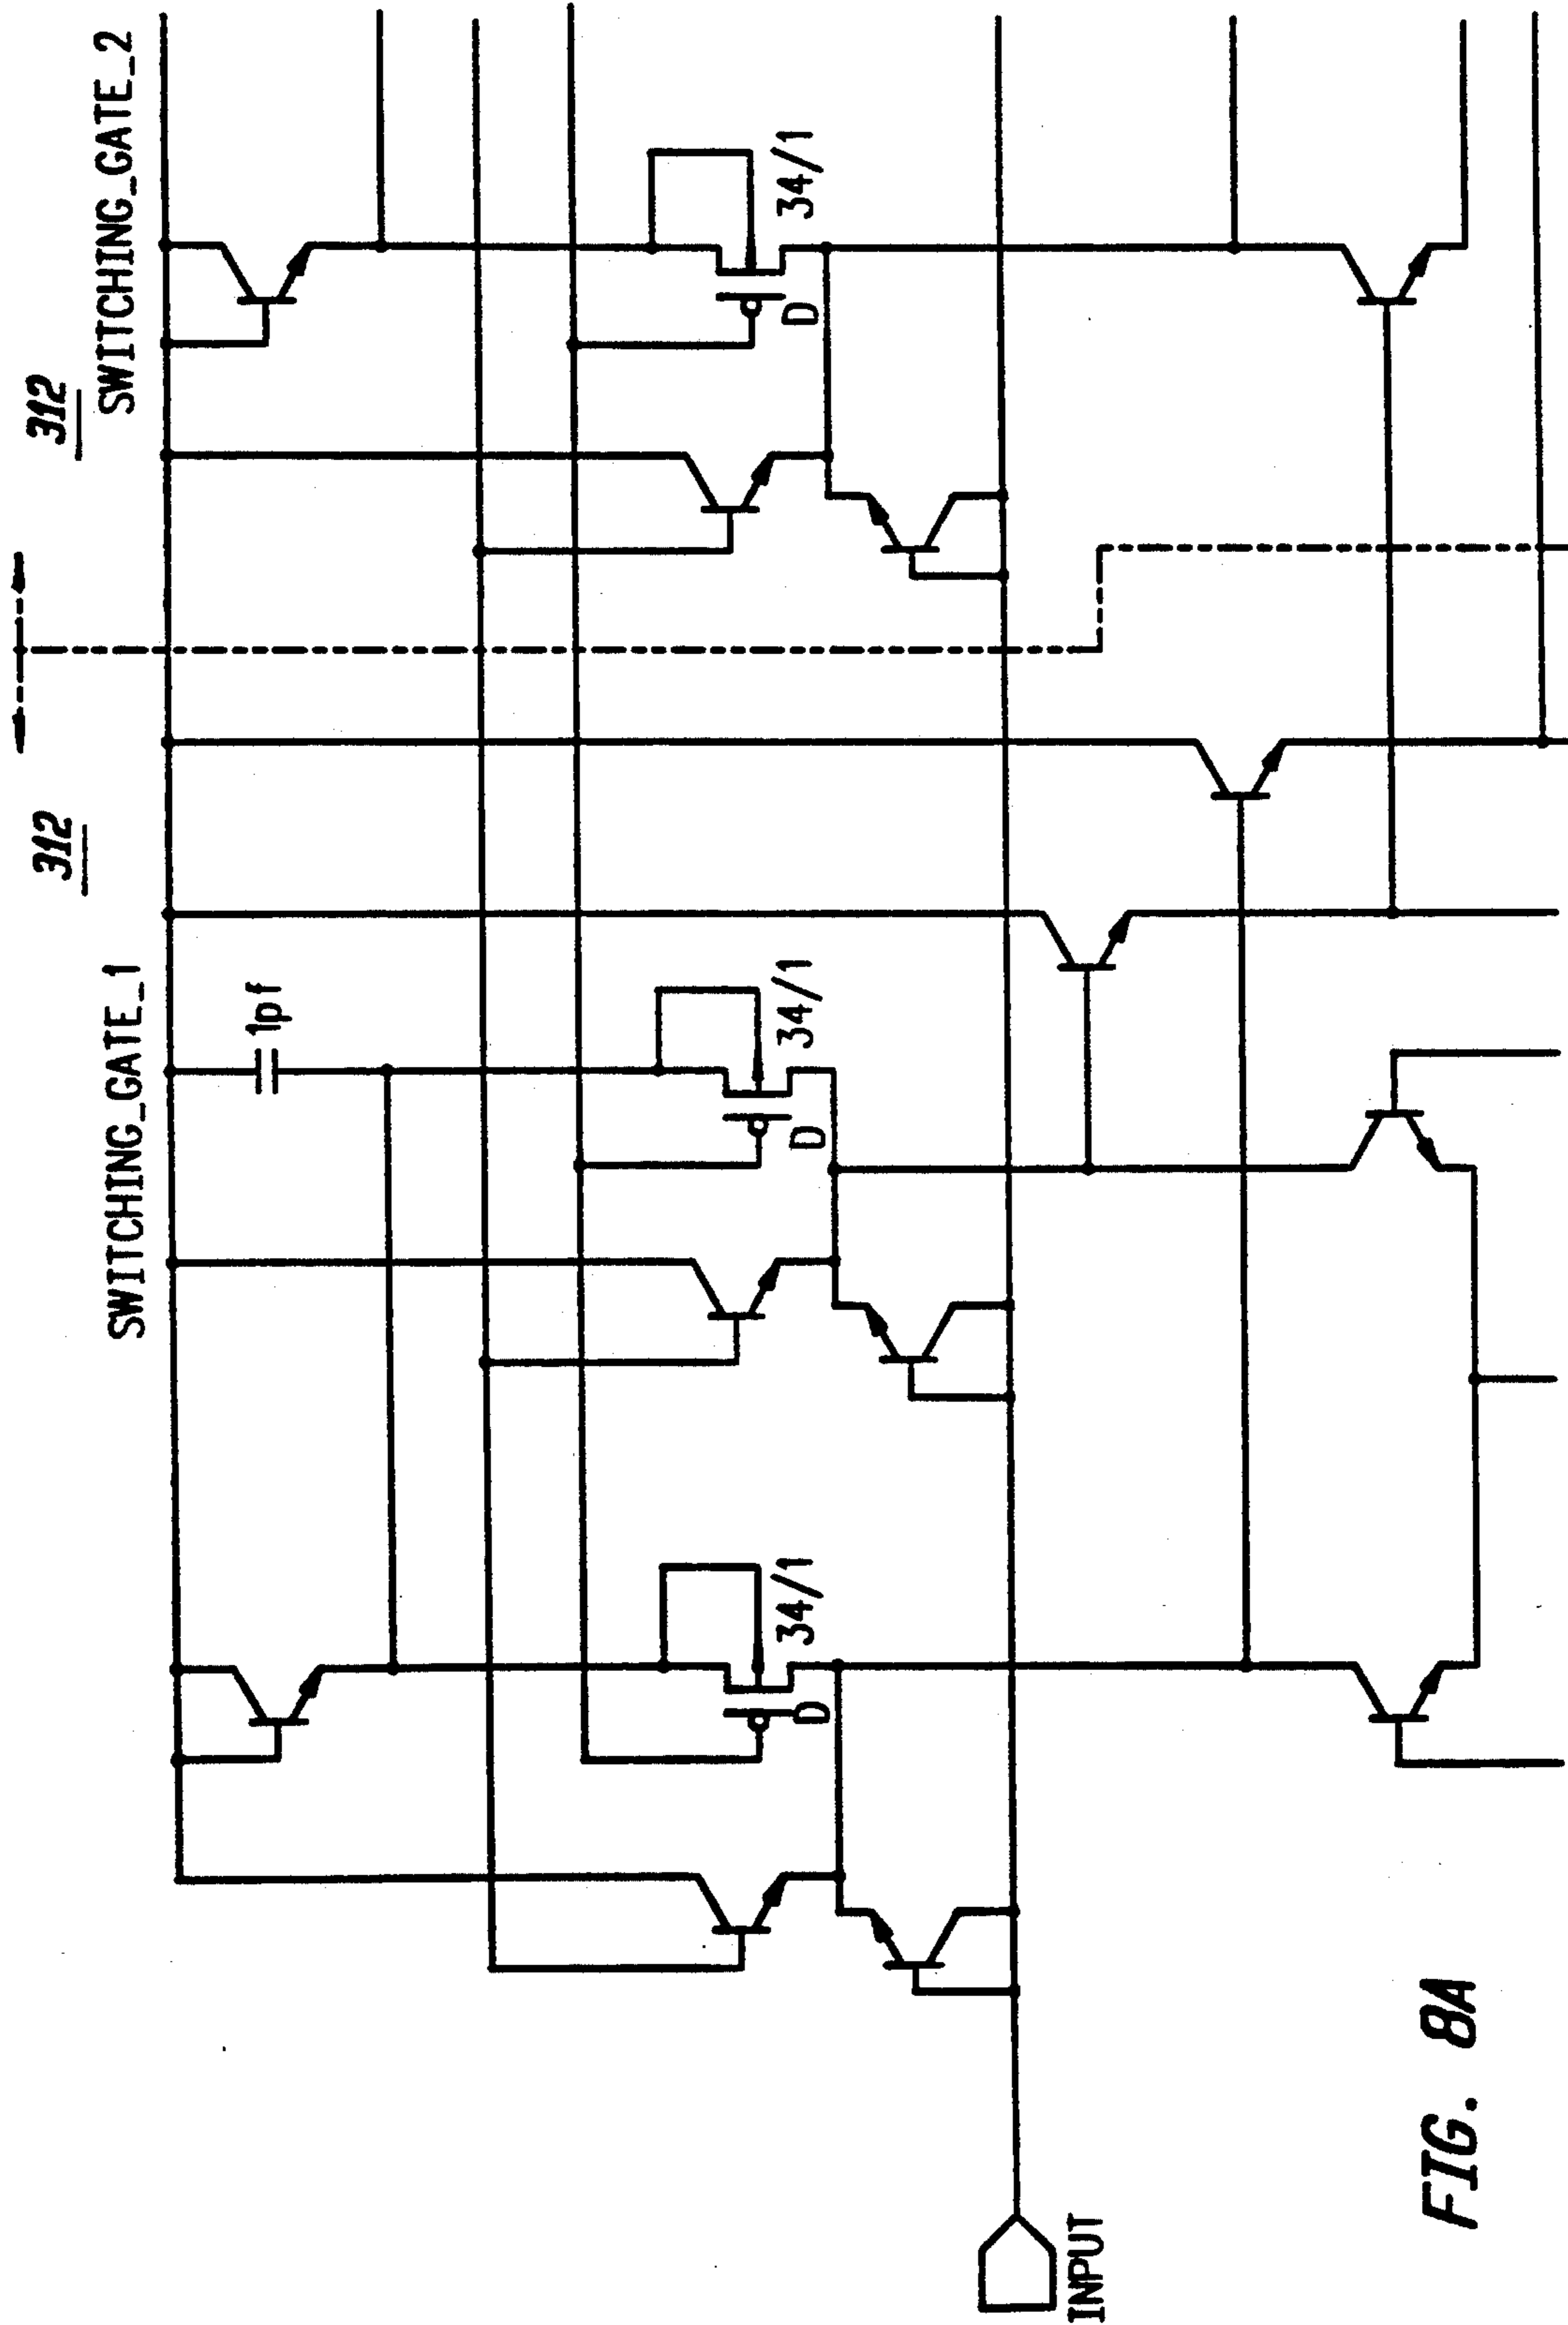 312
312
SWITCHING_GATE_1
SWITCHING_GATE_2
1pf
34/1
D
34/1
D
34/1
D
INPUT
FIG. 8A